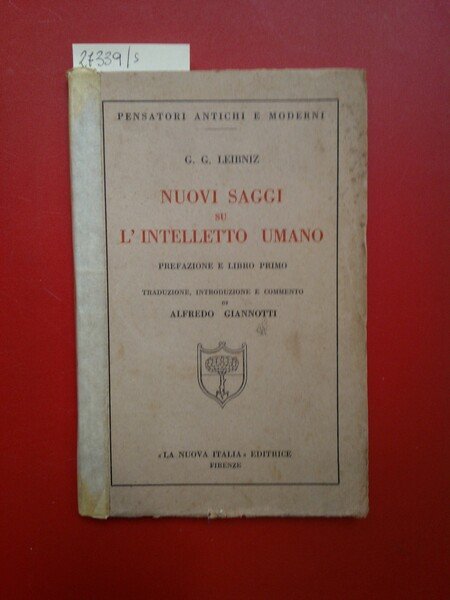 27339/s
PENSATORI ANTICHI E MODERNI
G. G. LEIBNIZ
NUOVI SAGGI
SU
L'INTELLETTO UMANO
PREFAZIONE E LIBRO PRIMO
TRADUZIONE, INTRODUZIONE E COMMENTO
DI
ALFREDO GIANNOTTI
«LA NUOVA ITALIA» EDITRICE
FIRENZE